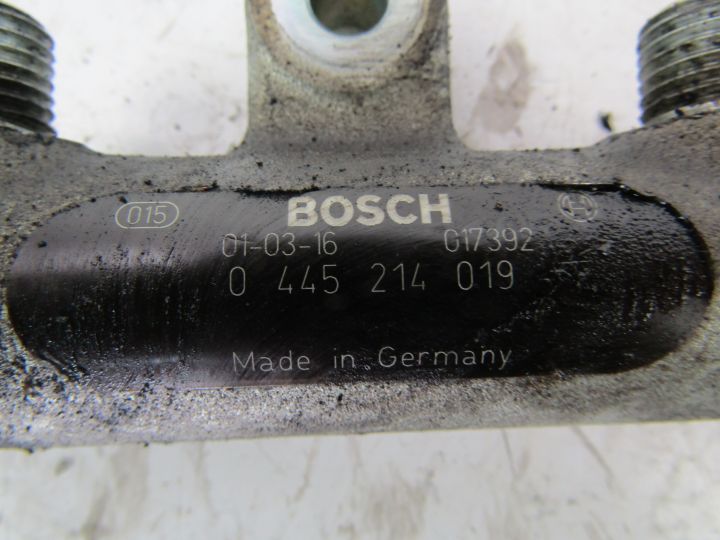 015 BOSCH
01-03-16 017392
0 445 214 019
Made in Germany